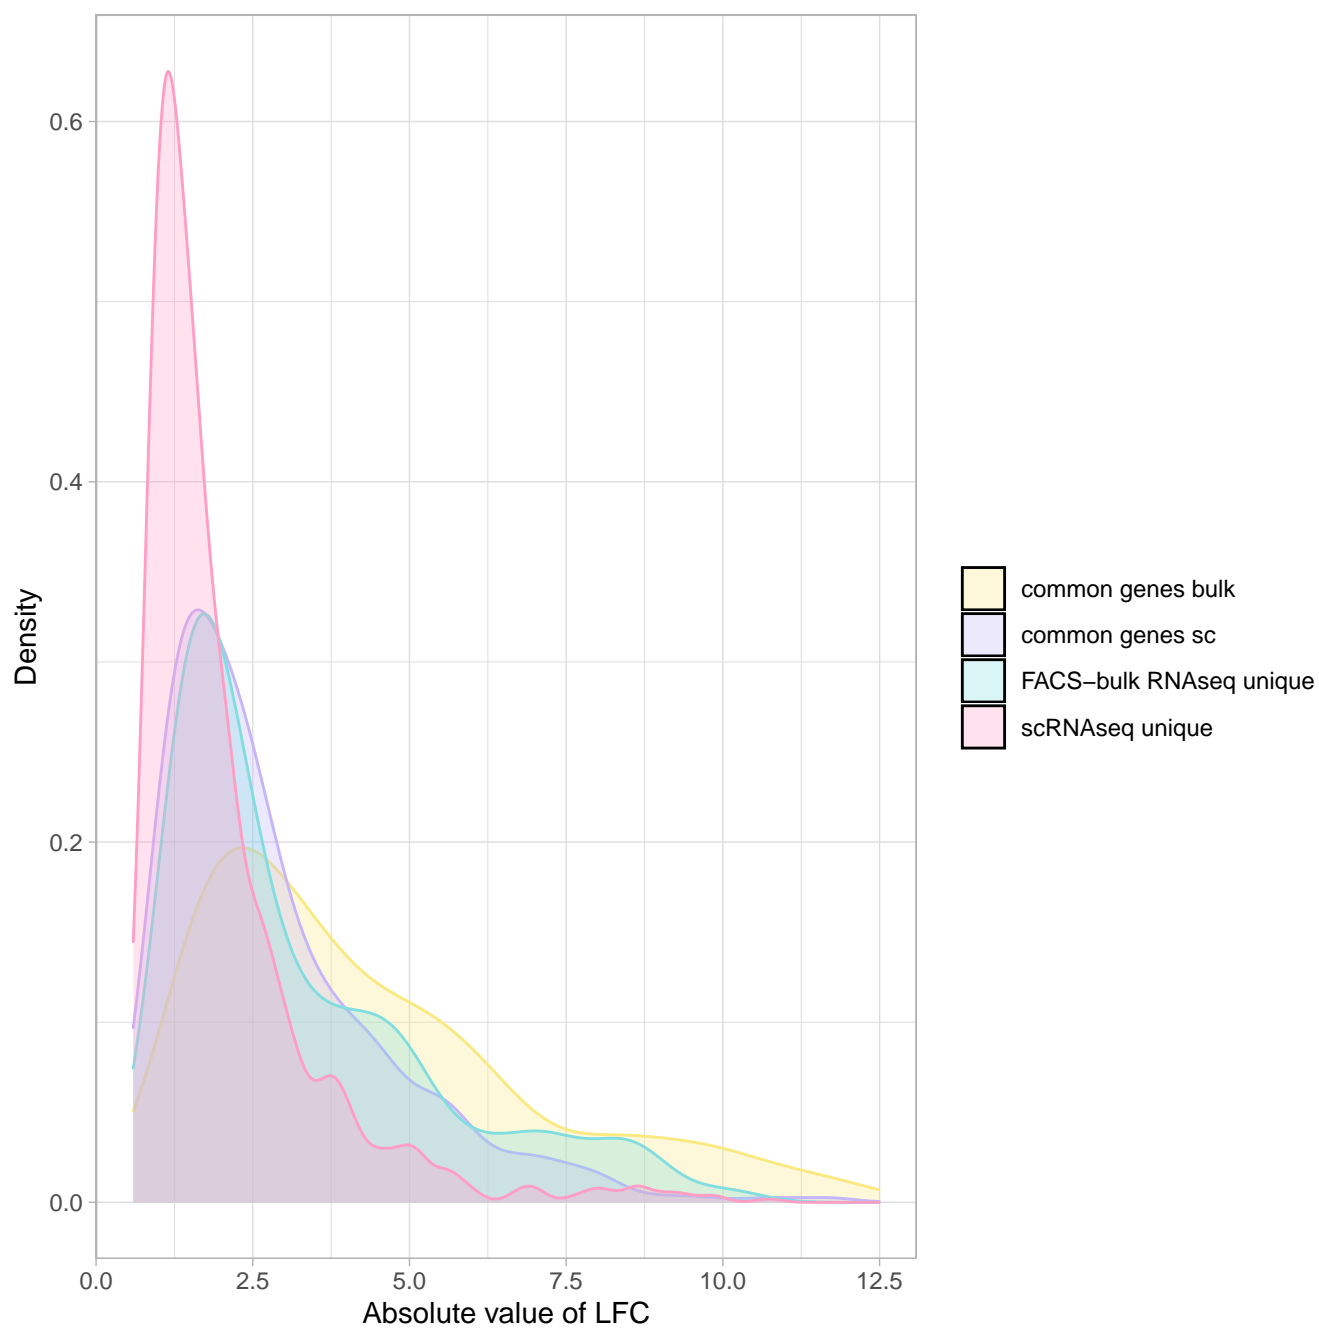 0.6
0.4
0.2
0.0
Density
0.0 2.5 5.0 7.5 10.0 12.5
Absolute value of LFC
common genes bulk
common genes sc
FACS−bulk RNAseq unique
scRNAseq unique